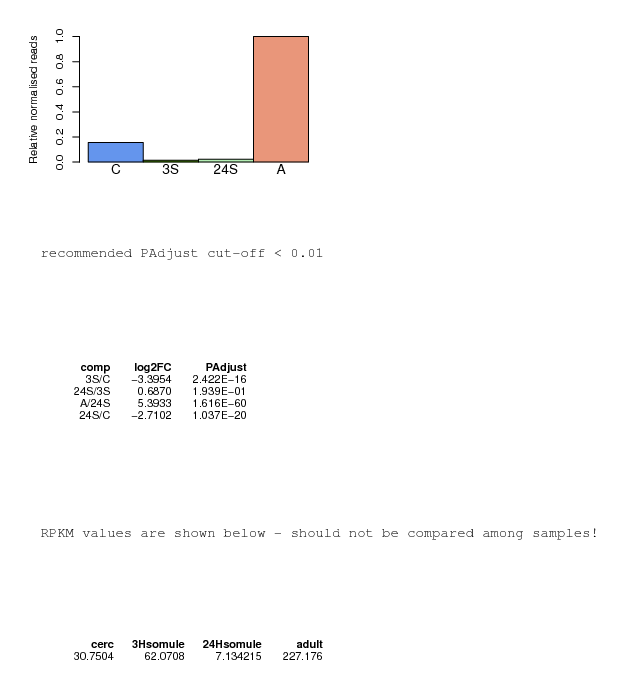 Relative normalised reads
1.0
0.8
0.6
0.4
0.2
0.0
C 3S 24S A
recommended PAdjust cut-off < 0.01
comp log2FC PAdjust
3S/C −3.3954 2.422E−16
24S/3S 0.6870 1.939E−01
A/24S 5.3933 1.616E−60
24S/C −2.7102 1.037E−20
RPKM values are shown below - should not be compared among samples!
cerc 3Hsomule 24Hsomule adult
30.7504 62.0708 7.134215 227.176